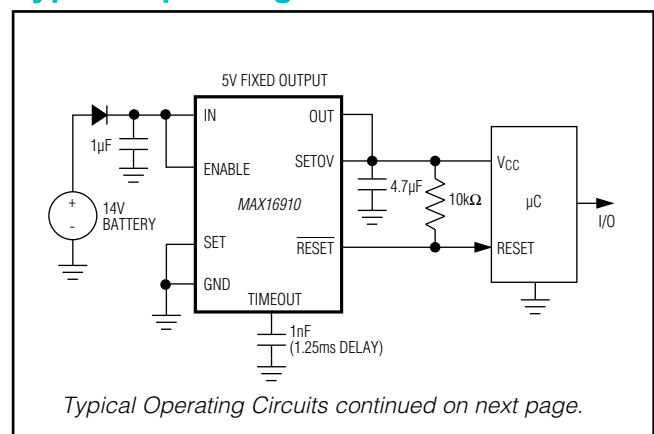 5V FIXED OUTPUT
IN
OUT
1µF
ENABLE
SETOV
VCC
4.7µF
10kΩ
µC
MAX16910
I/O
+
-
14V
BATTERY
SET
RESET
RESET
GND
TIMEOUT
1nF
(1.25ms DELAY)
Typical Operating Circuits continued on next page.